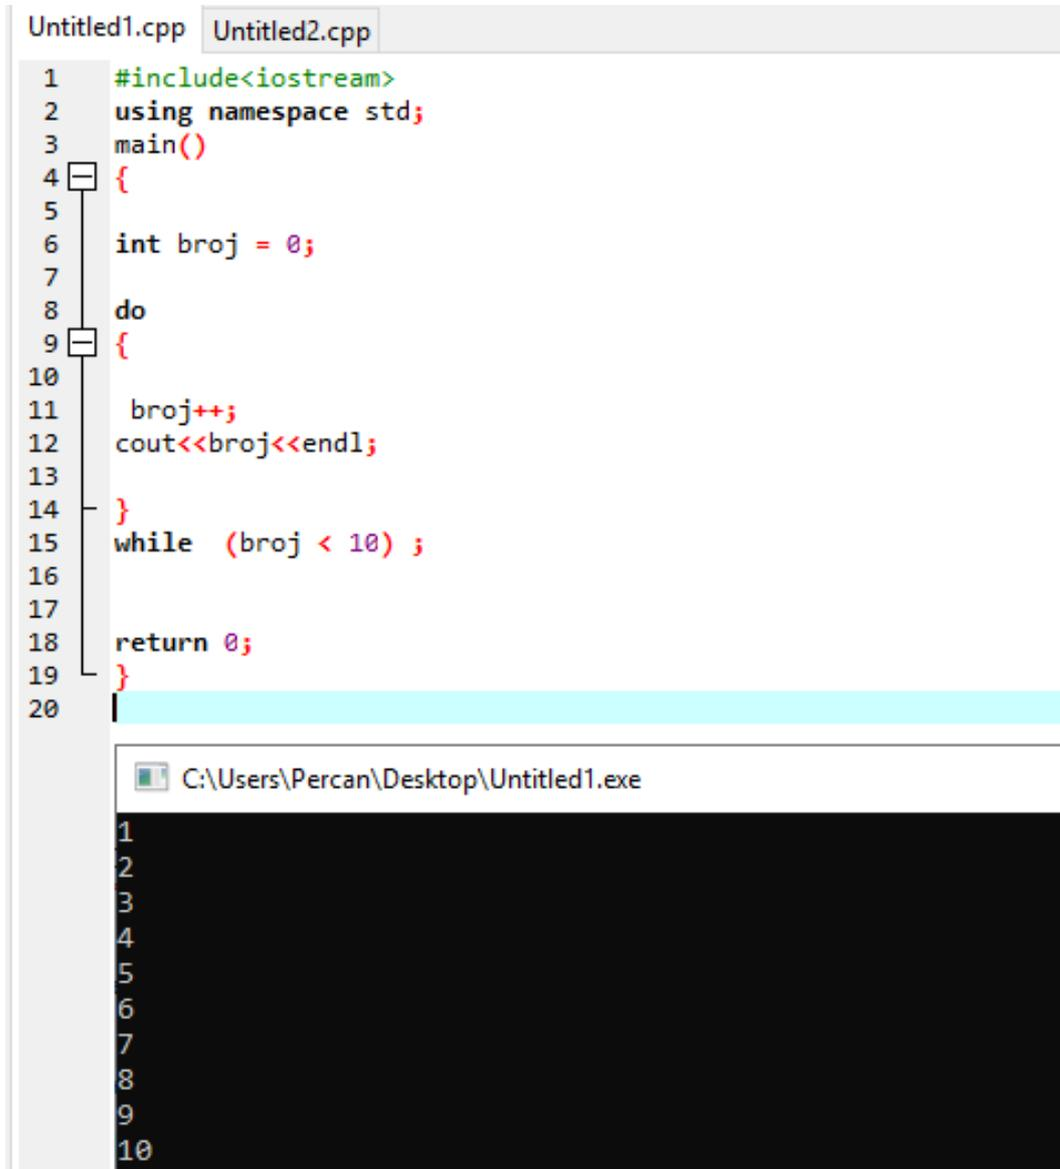 Untitled1.cpp Untitled2.cpp
1 #include<iostream>
2 using namespace std;
3 main()
4 {
5
6 int broj = 0;
7
8 do
9 {
10
11 broj++;
12 cout<<broj<<endl;
13
14 }
15 while  (broj < 10) ;
16
17
18 return 0;
19 }
20
C:\Users\Percan\Desktop\Untitled1.exe
1
2
3
4
5
6
7
8
9
10